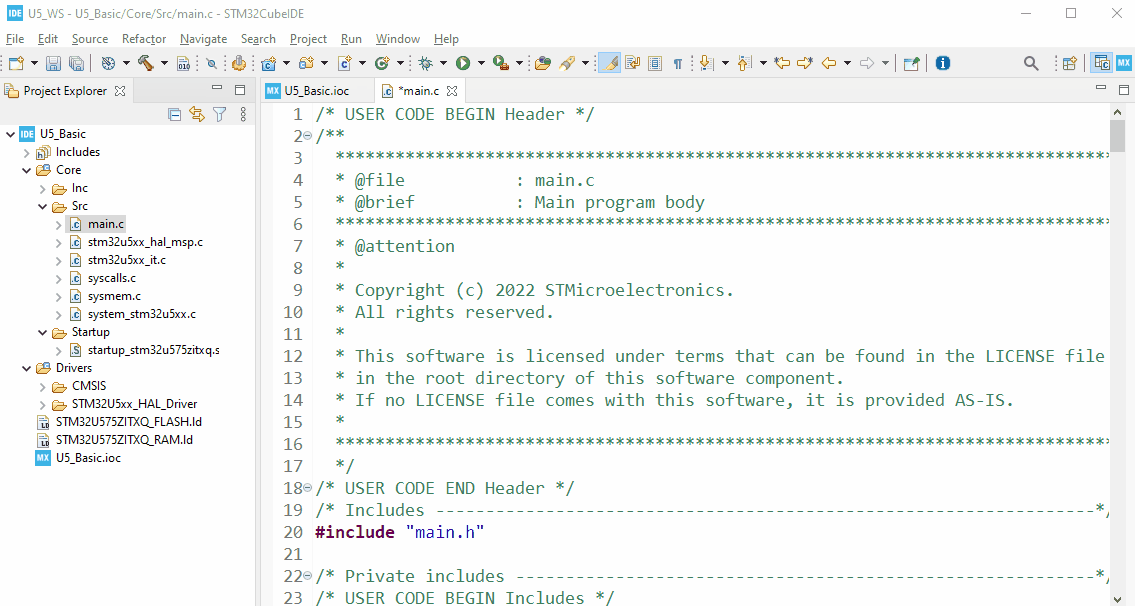 IDE U5_WS - U5_Basic/Core/Src/main.c - STM32CubeIDE
File Edit Source Refactor Navigate Search Project Run Window Help
010
MX
Project Explorer
MX U5_Basic.ioc
*main.c
IDE U5_Basic
Includes
Core
Inc
Src
main.c
stm32u5xx_hal_msp.c
stm32u5xx_it.c
syscalls.c
sysmem.c
system_stm32u5xx.c
Startup
startup_stm32u575zitxq.s
Drivers
CMSIS
STM32U5xx_HAL_Driver
STM32U575ZITXQ_FLASH.ld
STM32U575ZITXQ_RAM.ld
MX U5_Basic.ioc
1 /* USER CODE BEGIN Header */
2 /**
3 ******************************************************************************
4 * @file : main.c
5 * @brief : Main program body
6 ******************************************************************************
7 * @attention
8 *
9 * Copyright (c) 2022 STMicroelectronics.
10 * All rights reserved.
11 *
12 * This software is licensed under terms that can be found in the LICENSE file
13 * in the root directory of this software component.
14 * If no LICENSE file comes with this software, it is provided AS-IS.
15 *
16 ******************************************************************************
17 */
18 /* USER CODE END Header */
19 /* Includes ------------------------------------------------------------------*/
20 #include "main.h"
21
22 /* Private includes ----------------------------------------------------------*/
23 /* USER CODE BEGIN Includes */